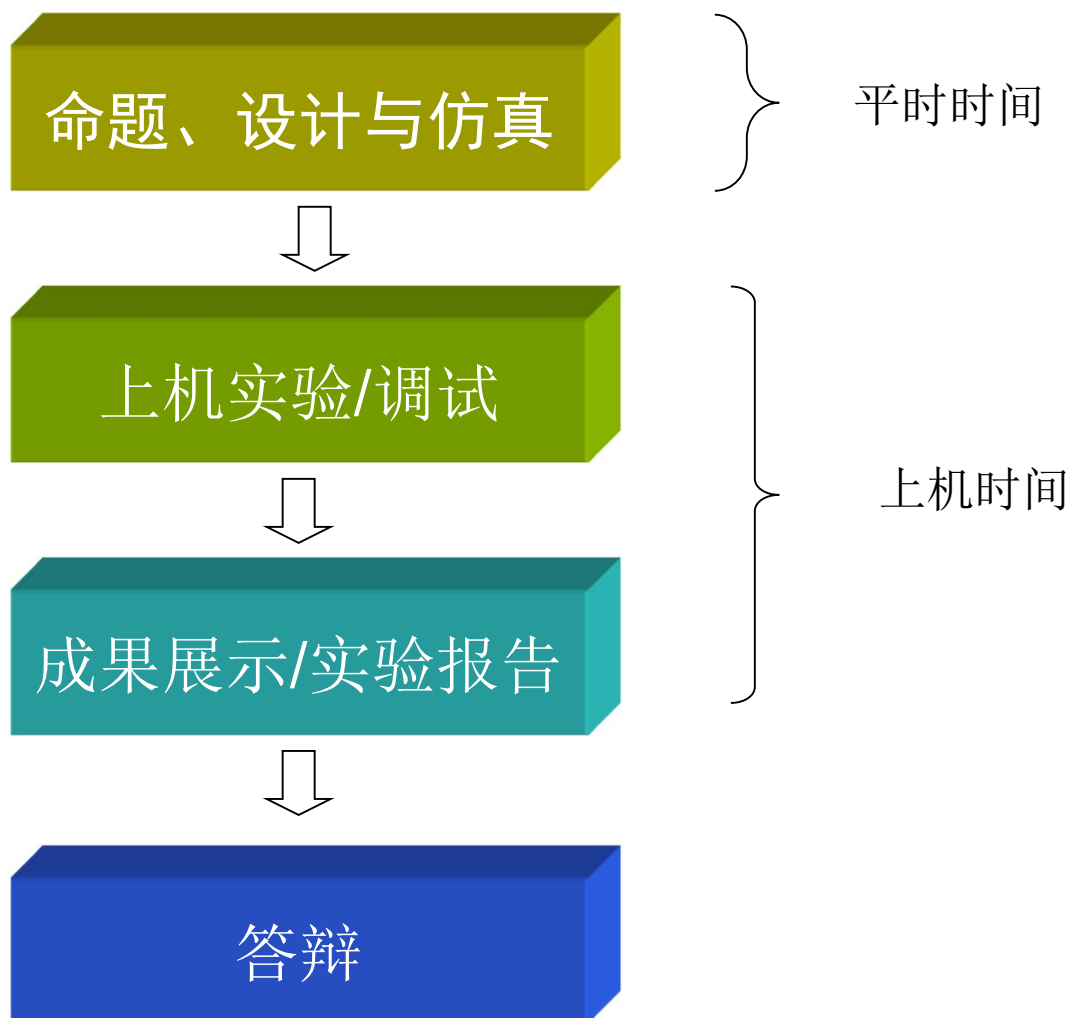 命题、设计与仿真
平时时间
上机实验/调试
上机时间
成果展示/实验报告
答辩